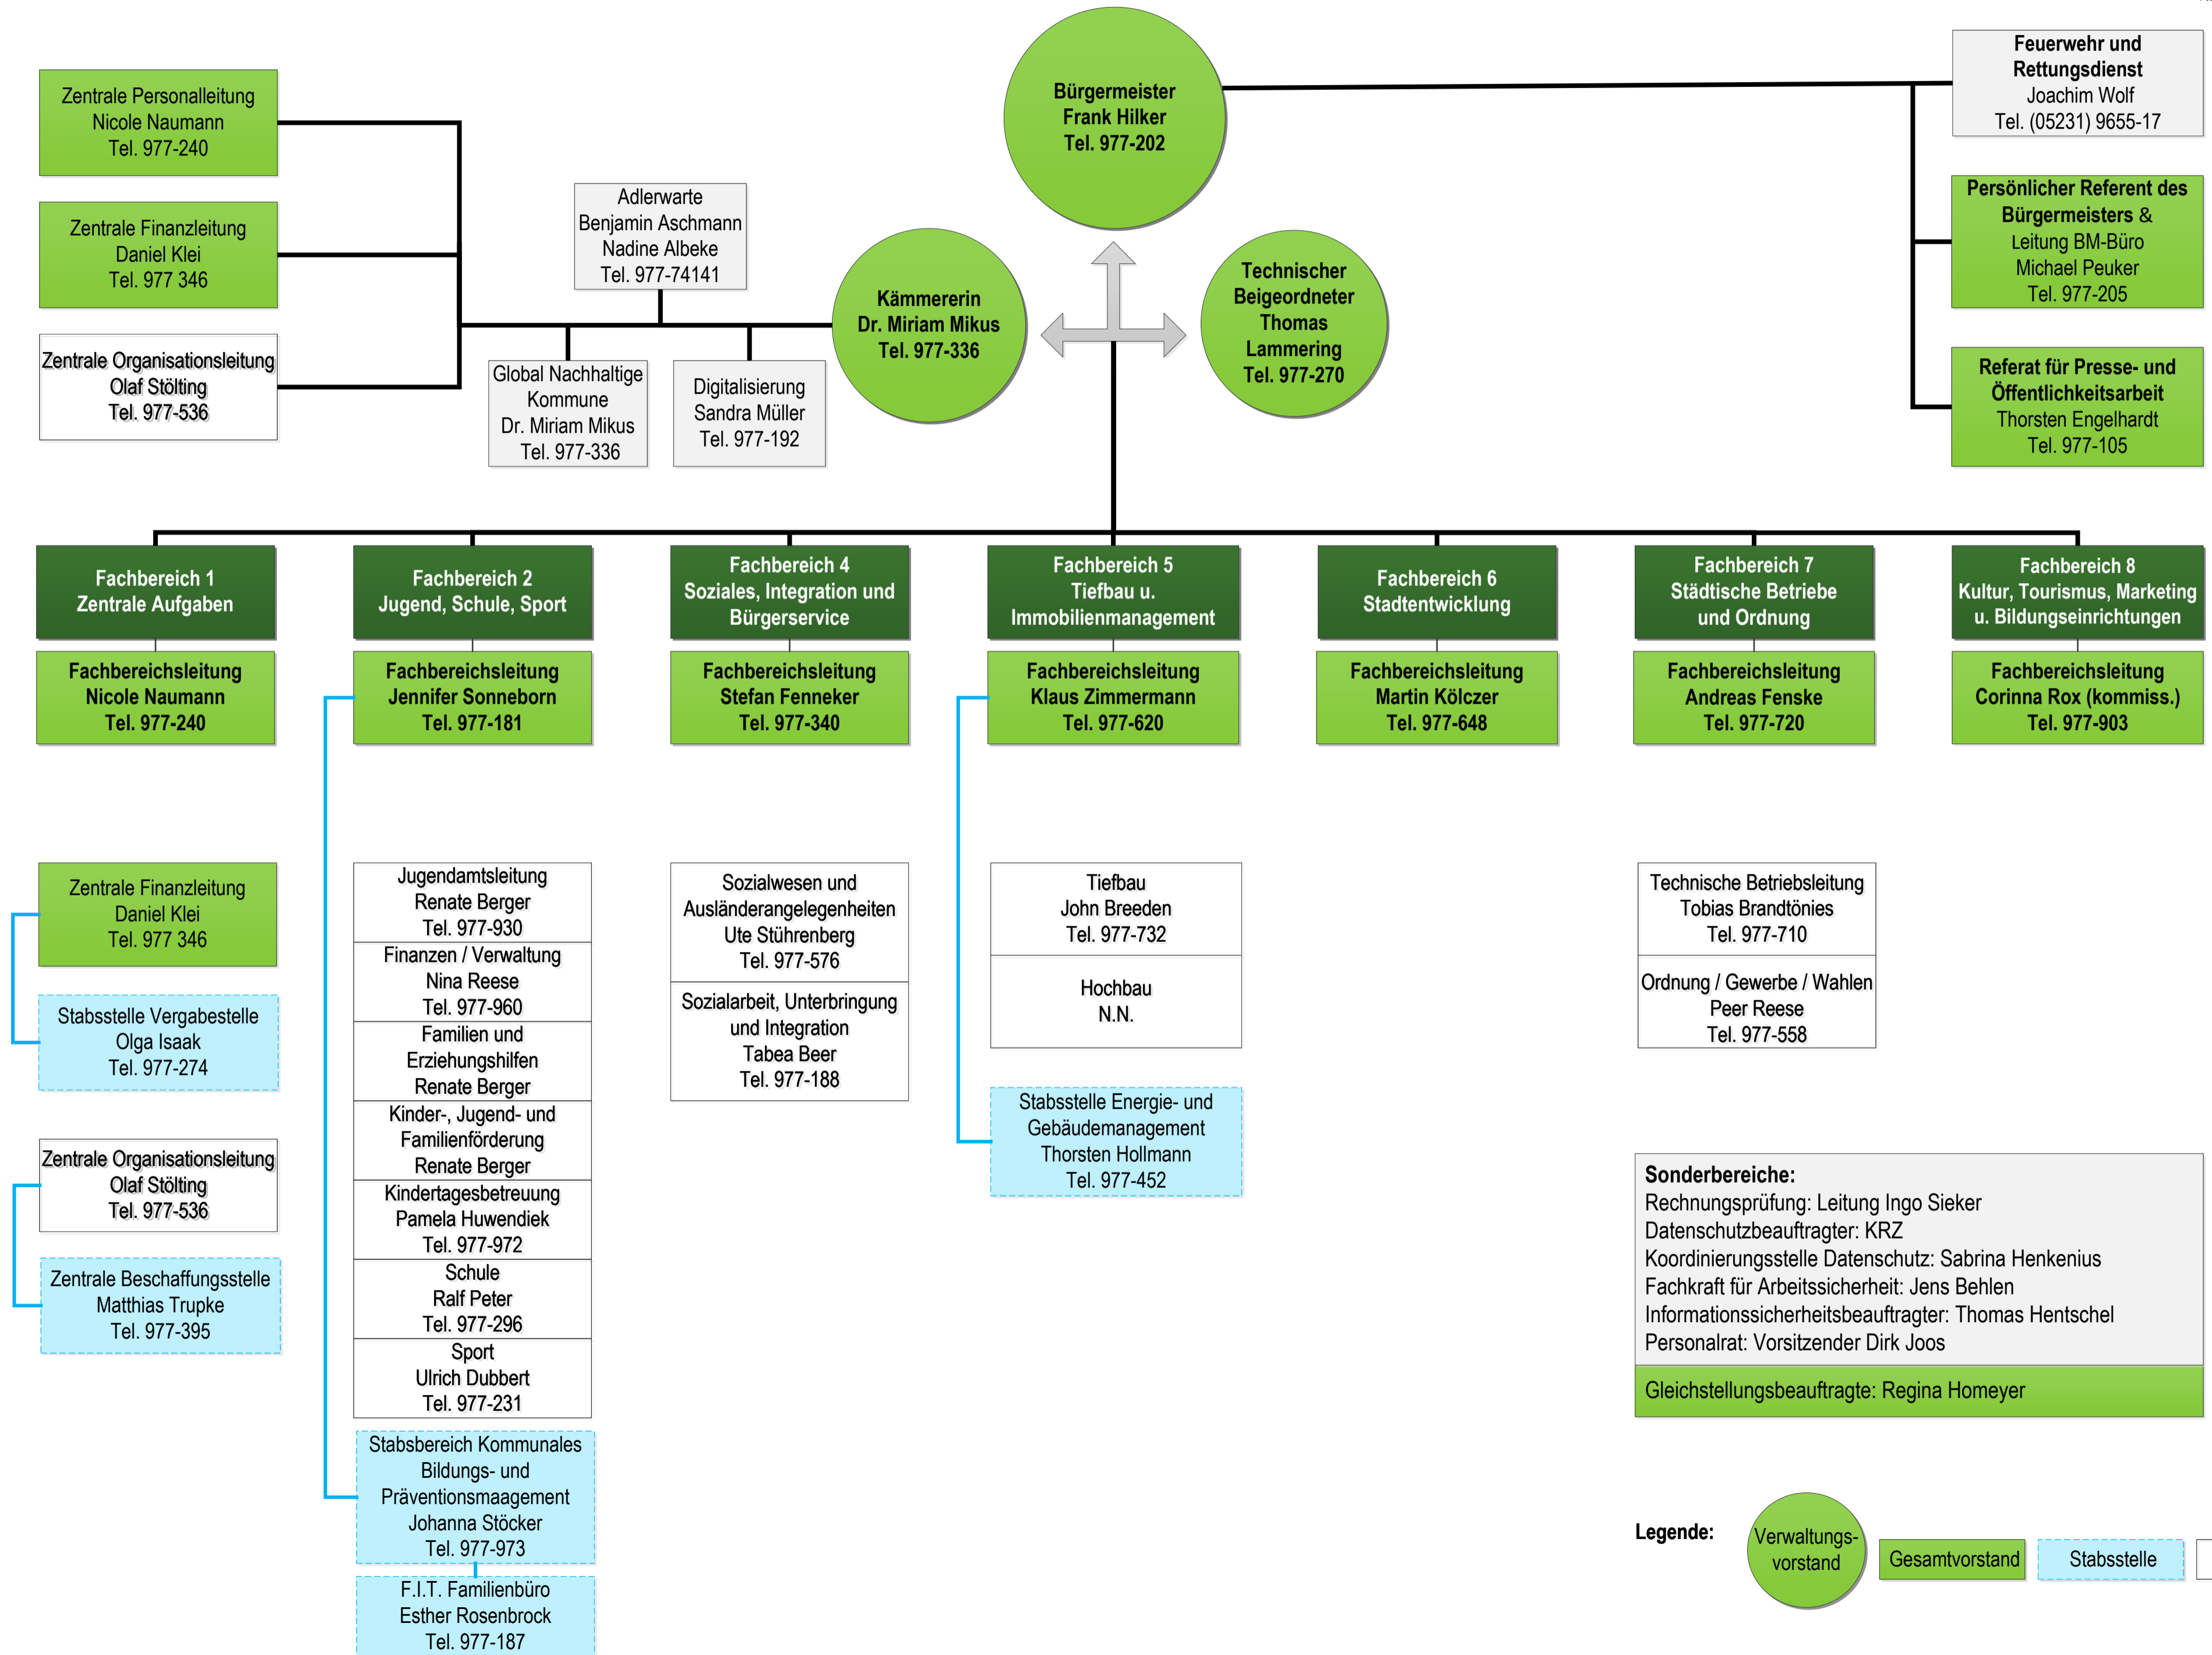 Bürgermeister
Frank Hilker
Tel. 977-202
Feuerwehr und
Rettungsdienst
Joachim Wolf
Tel. (05231) 9655-17
Zentrale Personalleitung
Nicole Naumann
Tel. 977-240
Persönlicher Referent des
Bürgermeisters &
Leitung BM-Büro
Michael Peuker
Tel. 977-205
Adlerwarte
Benjamin Aschmann
Nadine Albeke
Tel. 977-74141
Zentrale Finanzleitung
Daniel Klei
Tel. 977 346
Kämmererin
Dr. Miriam Mikus
Tel. 977-336
Technischer
Beigeordneter
Thomas
Lammering
Tel. 977-270
Zentrale Organisationsleitung
Olaf Stölting
Tel. 977-536
Global Nachhaltige
Kommune
Dr. Miriam Mikus
Tel. 977-336
Digitalisierung
Sandra Müller
Tel. 977-192
Referat für Presse- und
Öffentlichkeitsarbeit
Thorsten Engelhardt
Tel. 977-105
Fachbereich 1
Zentrale Aufgaben
Fachbereichsleitung
Nicole Naumann
Tel. 977-240
Zentrale Finanzleitung
Daniel Klei
Tel. 977 346
Stabsstelle Vergabestelle
Olga Isaak
Tel. 977-274
Zentrale Organisationsleitung
Olaf Stölting
Tel. 977-536
Zentrale Beschaffungsstelle
Matthias Trupke
Tel. 977-395
Fachbereich 2
Jugend, Schule, Sport
Fachbereichsleitung
Jennifer Sonneborn
Tel. 977-181
Jugendamtsleitung
Renate Berger
Tel. 977-930
Finanzen / Verwaltung
Nina Reese
Tel. 977-960
Familien und
Erziehungshilfen
Renate Berger
Kinder-, Jugend- und
Familienförderung
Renate Berger
Kindertagesbetreuung
Pamela Huwendiek
Tel. 977-972
Schule
Ralf Peter
Tel. 977-296
Sport
Ulrich Dubbert
Tel. 977-231
Stabsbereich Kommunales
Bildungs- und
Präventionsmaagement
Johanna Stöcker
Tel. 977-973
F.I.T. Familienbüro
Esther Rosenbrock
Tel. 977-187
Fachbereich 4
Soziales, Integration und
Bürgerservice
Fachbereichsleitung
Stefan Fenneker
Tel. 977-340
Sozialwesen und
Ausländerangelegenheiten
Ute Stührenberg
Tel. 977-576
Sozialarbeit, Unterbringung
und Integration
Tabea Beer
Tel. 977-188
Fachbereich 5
Tiefbau u.
Immobilienmanagement
Fachbereichsleitung
Klaus Zimmermann
Tel. 977-620
Tiefbau
John Breeden
Tel. 977-732
Hochbau
N.N.
Stabsstelle Energie- und
Gebäudemanagement
Thorsten Hollmann
Tel. 977-452
Fachbereich 6
Stadtentwicklung
Fachbereichsleitung
Martin Kölczer
Tel. 977-648
Fachbereich 7
Städtische Betriebe
und Ordnung
Fachbereichsleitung
Andreas Fenske
Tel. 977-720
Technische Betriebsleitung
Tobias Brandtönies
Tel. 977-710
Ordnung / Gewerbe / Wahlen
Peer Reese
Tel. 977-558
Fachbereich 8
Kultur, Tourismus, Marketing
u. Bildungseinrichtungen
Fachbereichsleitung
Corinna Rox (kommiss.)
Tel. 977-903
Sonderbereiche:
Rechnungsprüfung: Leitung Ingo Sieker
Datenschutzbeauftragter: KRZ
Koordinierungsstelle Datenschutz: Sabrina Henkenius
Fachkraft für Arbeitssicherheit: Jens Behlen
Informationssicherheitsbeauftragter: Thomas Hentschel
Personalrat: Vorsitzender Dirk Joos
Gleichstellungsbeauftragte: Regina Homeyer
Legende:
Verwaltungs-
vorstand
Gesamtvorstand
Stabsstelle